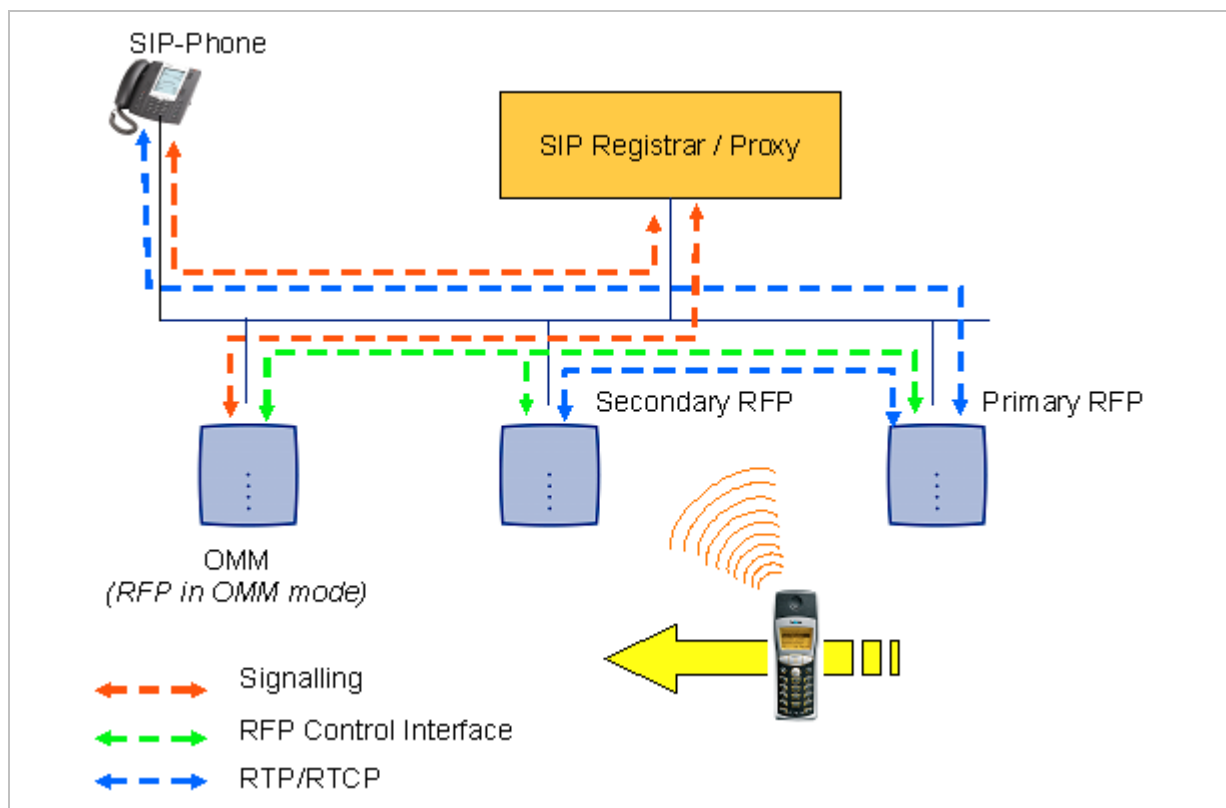 SIP-Phone
SIP Registrar / Proxy
Secondary RFP
Primary RFP
OMM
(RFP in OMM mode)
Signalling
RFP Control Interface
RTP/RTCP